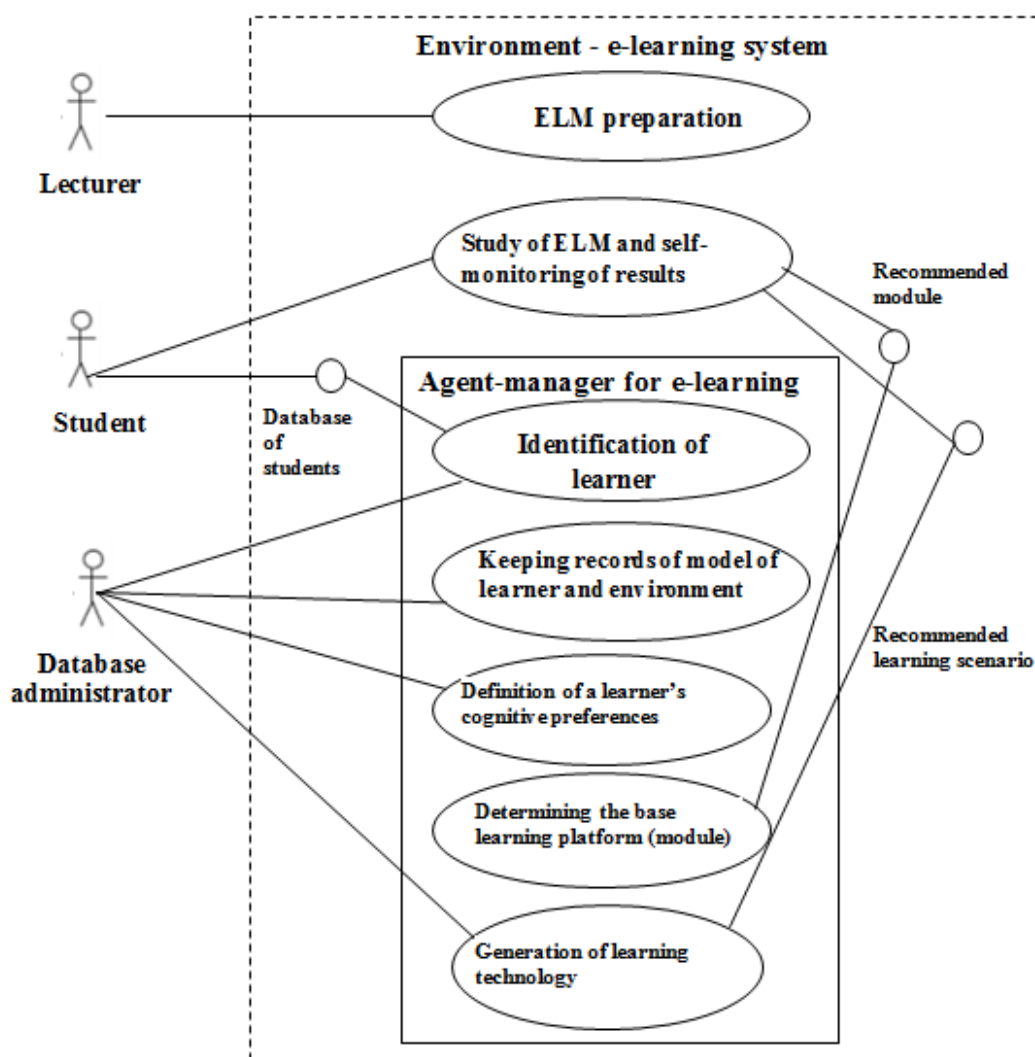 Environment - e-learning system
ELM preparation
Lecturer
Study of ELM and self-
monitoring of results
Recommended
module
Student
Database
of
students
Agent-manager for e-learning
Identification of
learner
Keeping records of model of
learner and environment
Database
administrator
Recommended
learning scenario
Definition of a learner’s
cognitive preferences
Determining the base
learning platform (module)
Generation of learning
technology